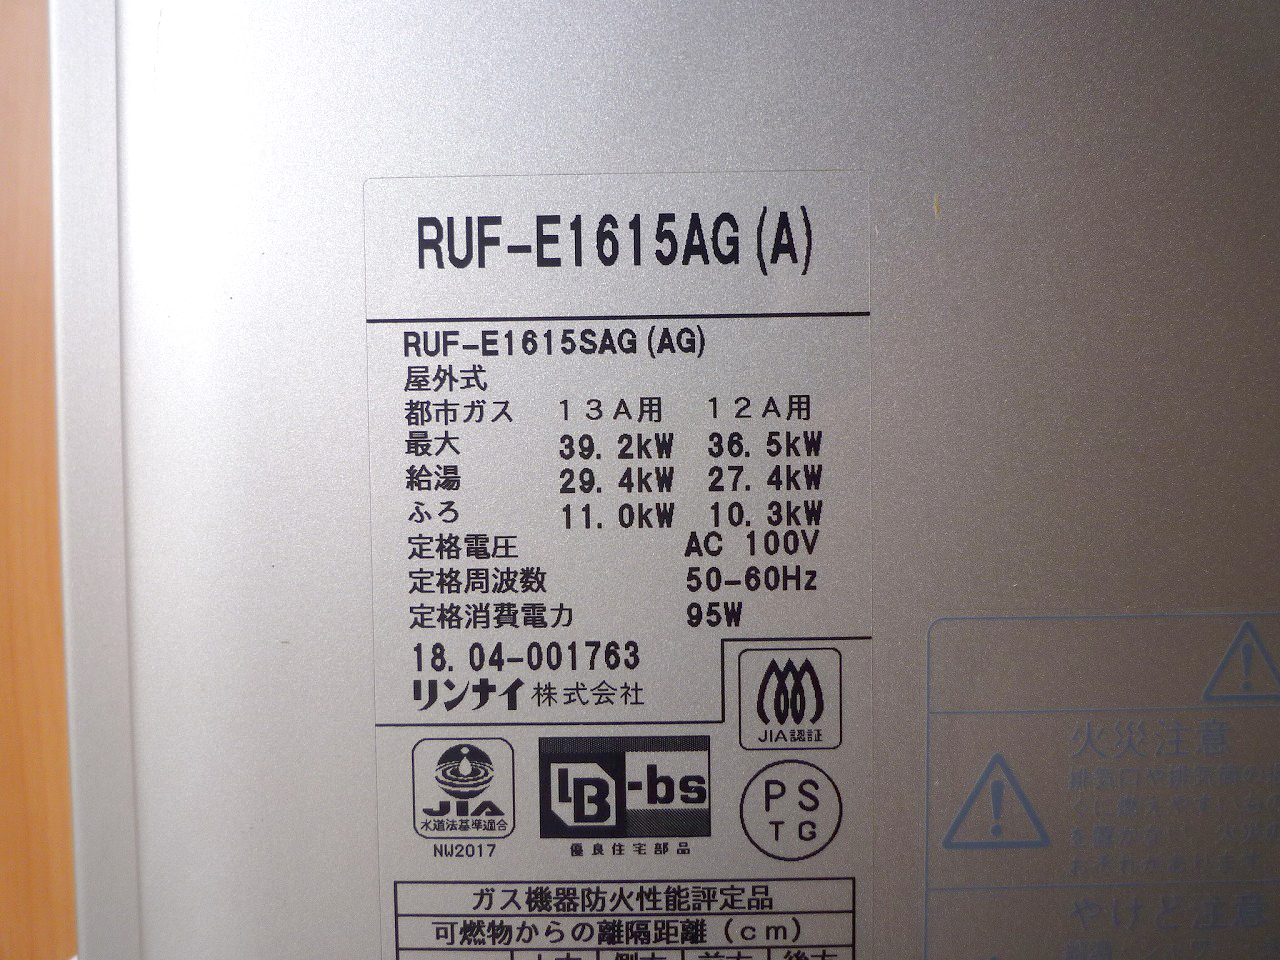 RUF-E1615AG(A)
RUF-E1615SAG(AG)
屋外式
都市ガス 13A用 12A用
最大 39.2kW 36.5kW
給湯 29.4kW 27.4kW
ふろ 11.0kW 10.3kW
定格電圧 AC 100V
定格周波数 50-60Hz
定格消費電力 95W
18.04-001763
リンナイ株式会社
JIA認証
JIA
水道法基準適合
NW2017
BL-bs
優良住宅部品
PS
TG
ガス機器防火性能評定品
可燃物からの離隔距離(cm)
火災注意
やけど注意